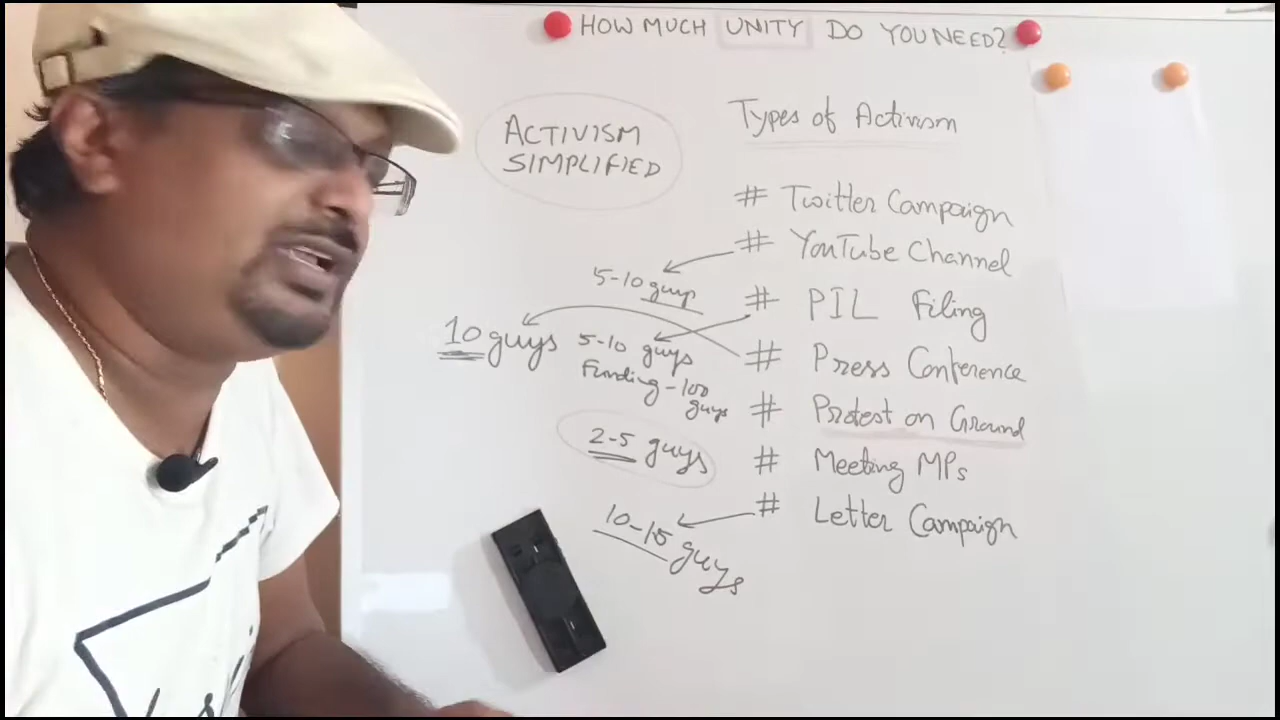 HOW MUCH UNITY DO YOU NEED?
ACTIVISM
SIMPLIFIED
Types of Activism
# Twitter Campaign
# YouTube Channel
5-10 guys
# PIL Filing
5-10 guys
Funding - 100
guys
# Press Conference
10 guys
# Protest on Ground
2-5 guys
# Meeting MPs
# Letter Campaign
10-15 guys